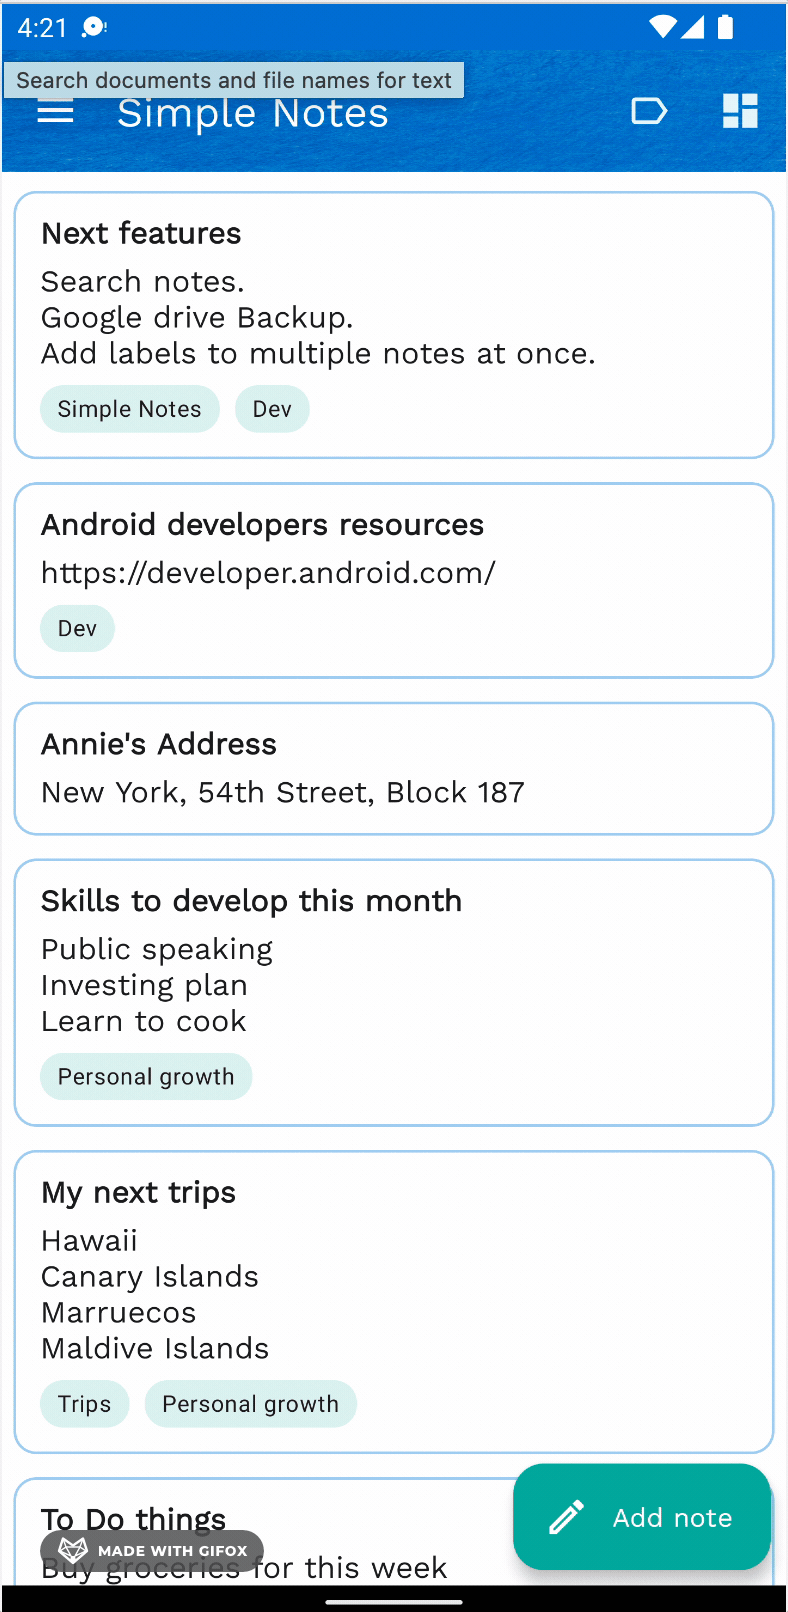 4:21
Search documents and file names for text
Simple Notes
Next features
Search notes.
Google drive Backup.
Add labels to multiple notes at once.
Simple Notes Dev
Android developers resources
https://developer.android.com/
Dev
Annie's Address
New York, 54th Street, Block 187
Skills to develop this month
Public speaking
Investing plan
Learn to cook
Personal growth
My next trips
Hawaii
Canary Islands
Marruecos
Maldive Islands
Trips Personal growth
To Do things
Add note
MADE WITH GIFOX
Buy groceries for this week